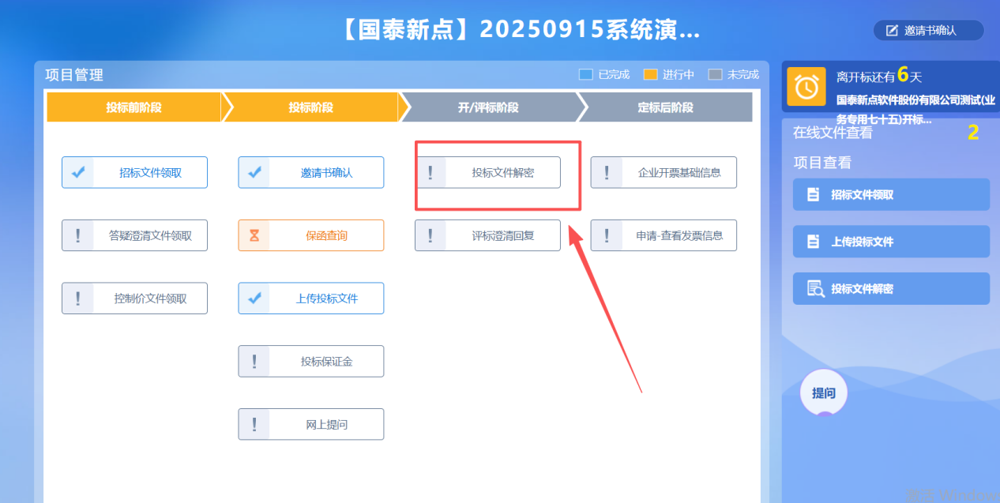 【国泰新点】20250915系统演...
邀请书确认
项目管理
已完成
进行中
未完成
投标前阶段
投标阶段
开/评标阶段
定标后阶段
招标文件领取
邀请书确认
投标文件解密
企业开票基础信息
答疑澄清文件领取
保函查询
评标澄清回复
申请-查看发票信息
控制价文件领取
上传投标文件
投标保证金
网上提问
离开标还有6天
国泰新点软件股份有限公司测试(业
务专用七十五)开标...
在线文件查看
2
项目查看
招标文件领取
上传投标文件
投标文件解密
提问
激活 Windows